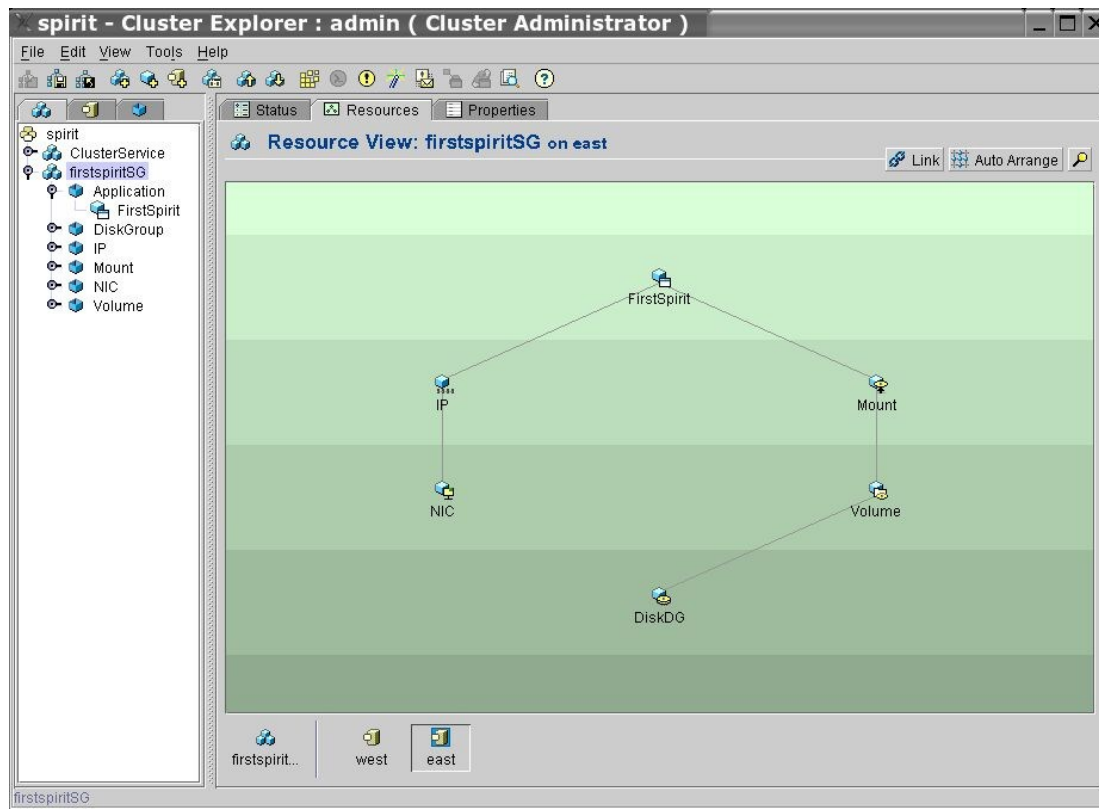 spirit - Cluster Explorer : admin ( Cluster Administrator )
File Edit View Tools Help
Status Resources Properties
spirit
ClusterService
firstspiritSG
Application
FirstSpirit
DiskGroup
IP
Mount
NIC
Volume
Resource View: firstspiritSG on east
Link Auto Arrange
FirstSpirit
IP
Mount
NIC
Volume
DiskDG
firstspirit...
west
east
firstspiritSG